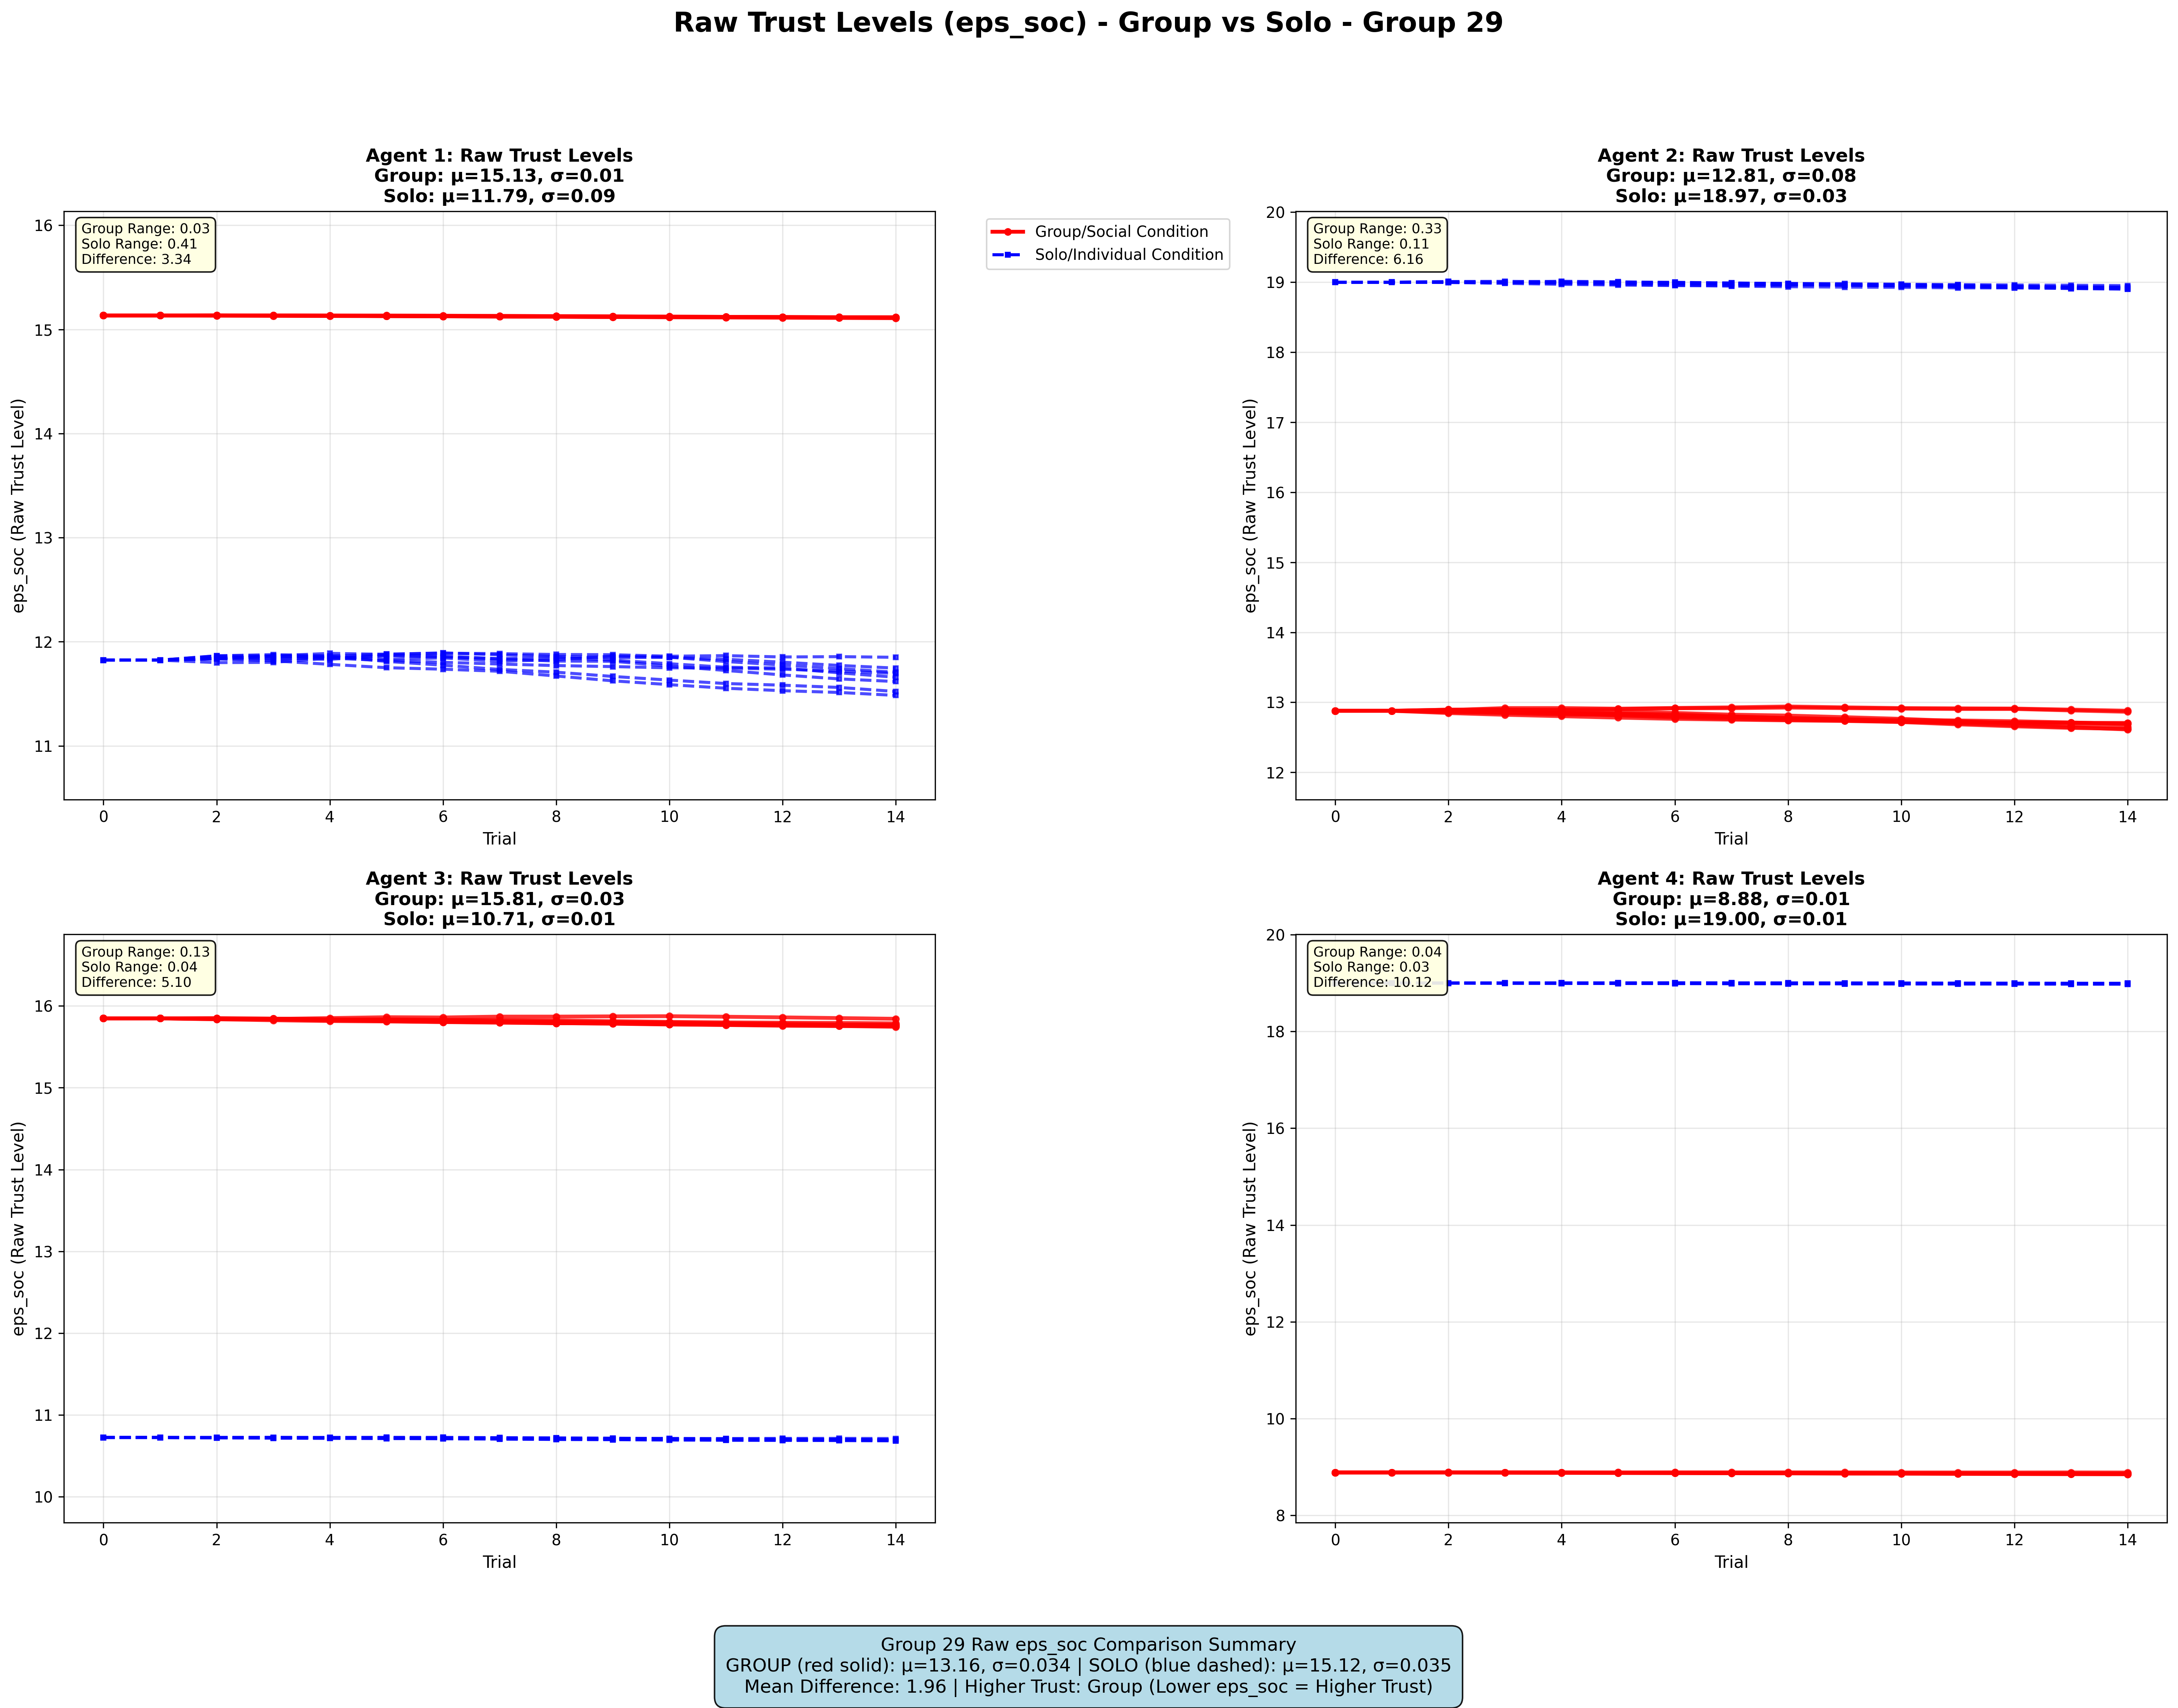 Raw Trust Levels (eps_soc) - Group vs Solo - Group 29
Agent 1: Raw Trust Levels
Group: μ=15.13, σ=0.01
Solo: μ=11.79, σ=0.09
Group Range: 0.03
Solo Range: 0.41
Difference: 3.34
16
15
14
13
12
11
eps_soc (Raw Trust Level)
0 2 4 6 8 10 12 14
Trial
Group/Social Condition
Solo/Individual Condition
Agent 2: Raw Trust Levels
Group: μ=12.81, σ=0.08
Solo: μ=18.97, σ=0.03
Group Range: 0.33
Solo Range: 0.11
Difference: 6.16
20
19
18
17
16
15
14
13
12
eps_soc (Raw Trust Level)
0 2 4 6 8 10 12 14
Trial
Agent 3: Raw Trust Levels
Group: μ=15.81, σ=0.03
Solo: μ=10.71, σ=0.01
Group Range: 0.13
Solo Range: 0.04
Difference: 5.10
16
15
14
13
12
11
10
eps_soc (Raw Trust Level)
0 2 4 6 8 10 12 14
Trial
Agent 4: Raw Trust Levels
Group: μ=8.88, σ=0.01
Solo: μ=19.00, σ=0.01
Group Range: 0.04
Solo Range: 0.03
Difference: 10.12
20
18
16
14
12
10
8
eps_soc (Raw Trust Level)
0 2 4 6 8 10 12 14
Trial
Group 29 Raw eps_soc Comparison Summary
GROUP (red solid): μ=13.16, σ=0.034 | SOLO (blue dashed): μ=15.12, σ=0.035
Mean Difference: 1.96 | Higher Trust: Group (Lower eps_soc = Higher Trust)